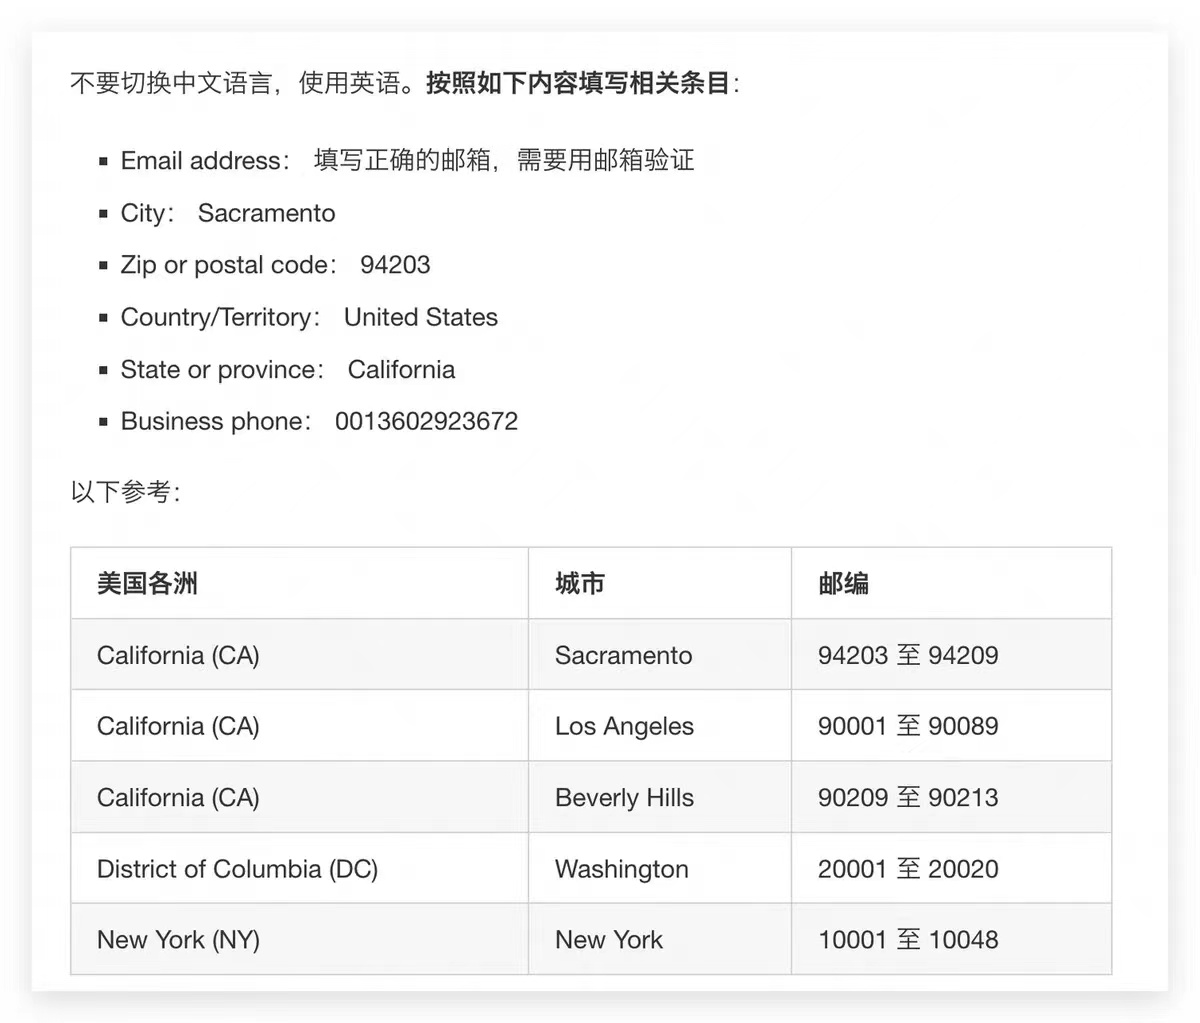 不要切换中文语言，使用英语。按照如下内容填写相关条目：
▪ Email address： 填写正确的邮箱，需要用邮箱验证
▪ City： Sacramento
▪ Zip or postal code： 94203
▪ Country/Territory： United States
▪ State or province： California
▪ Business phone： 0013602923672
以下参考：
美国各洲 城市 邮编
California (CA) Sacramento 94203 至 94209
California (CA) Los Angeles 90001 至 90089
California (CA) Beverly Hills 90209 至 90213
District of Columbia (DC) Washington 20001 至 20020
New York (NY) New York 10001 至 10048